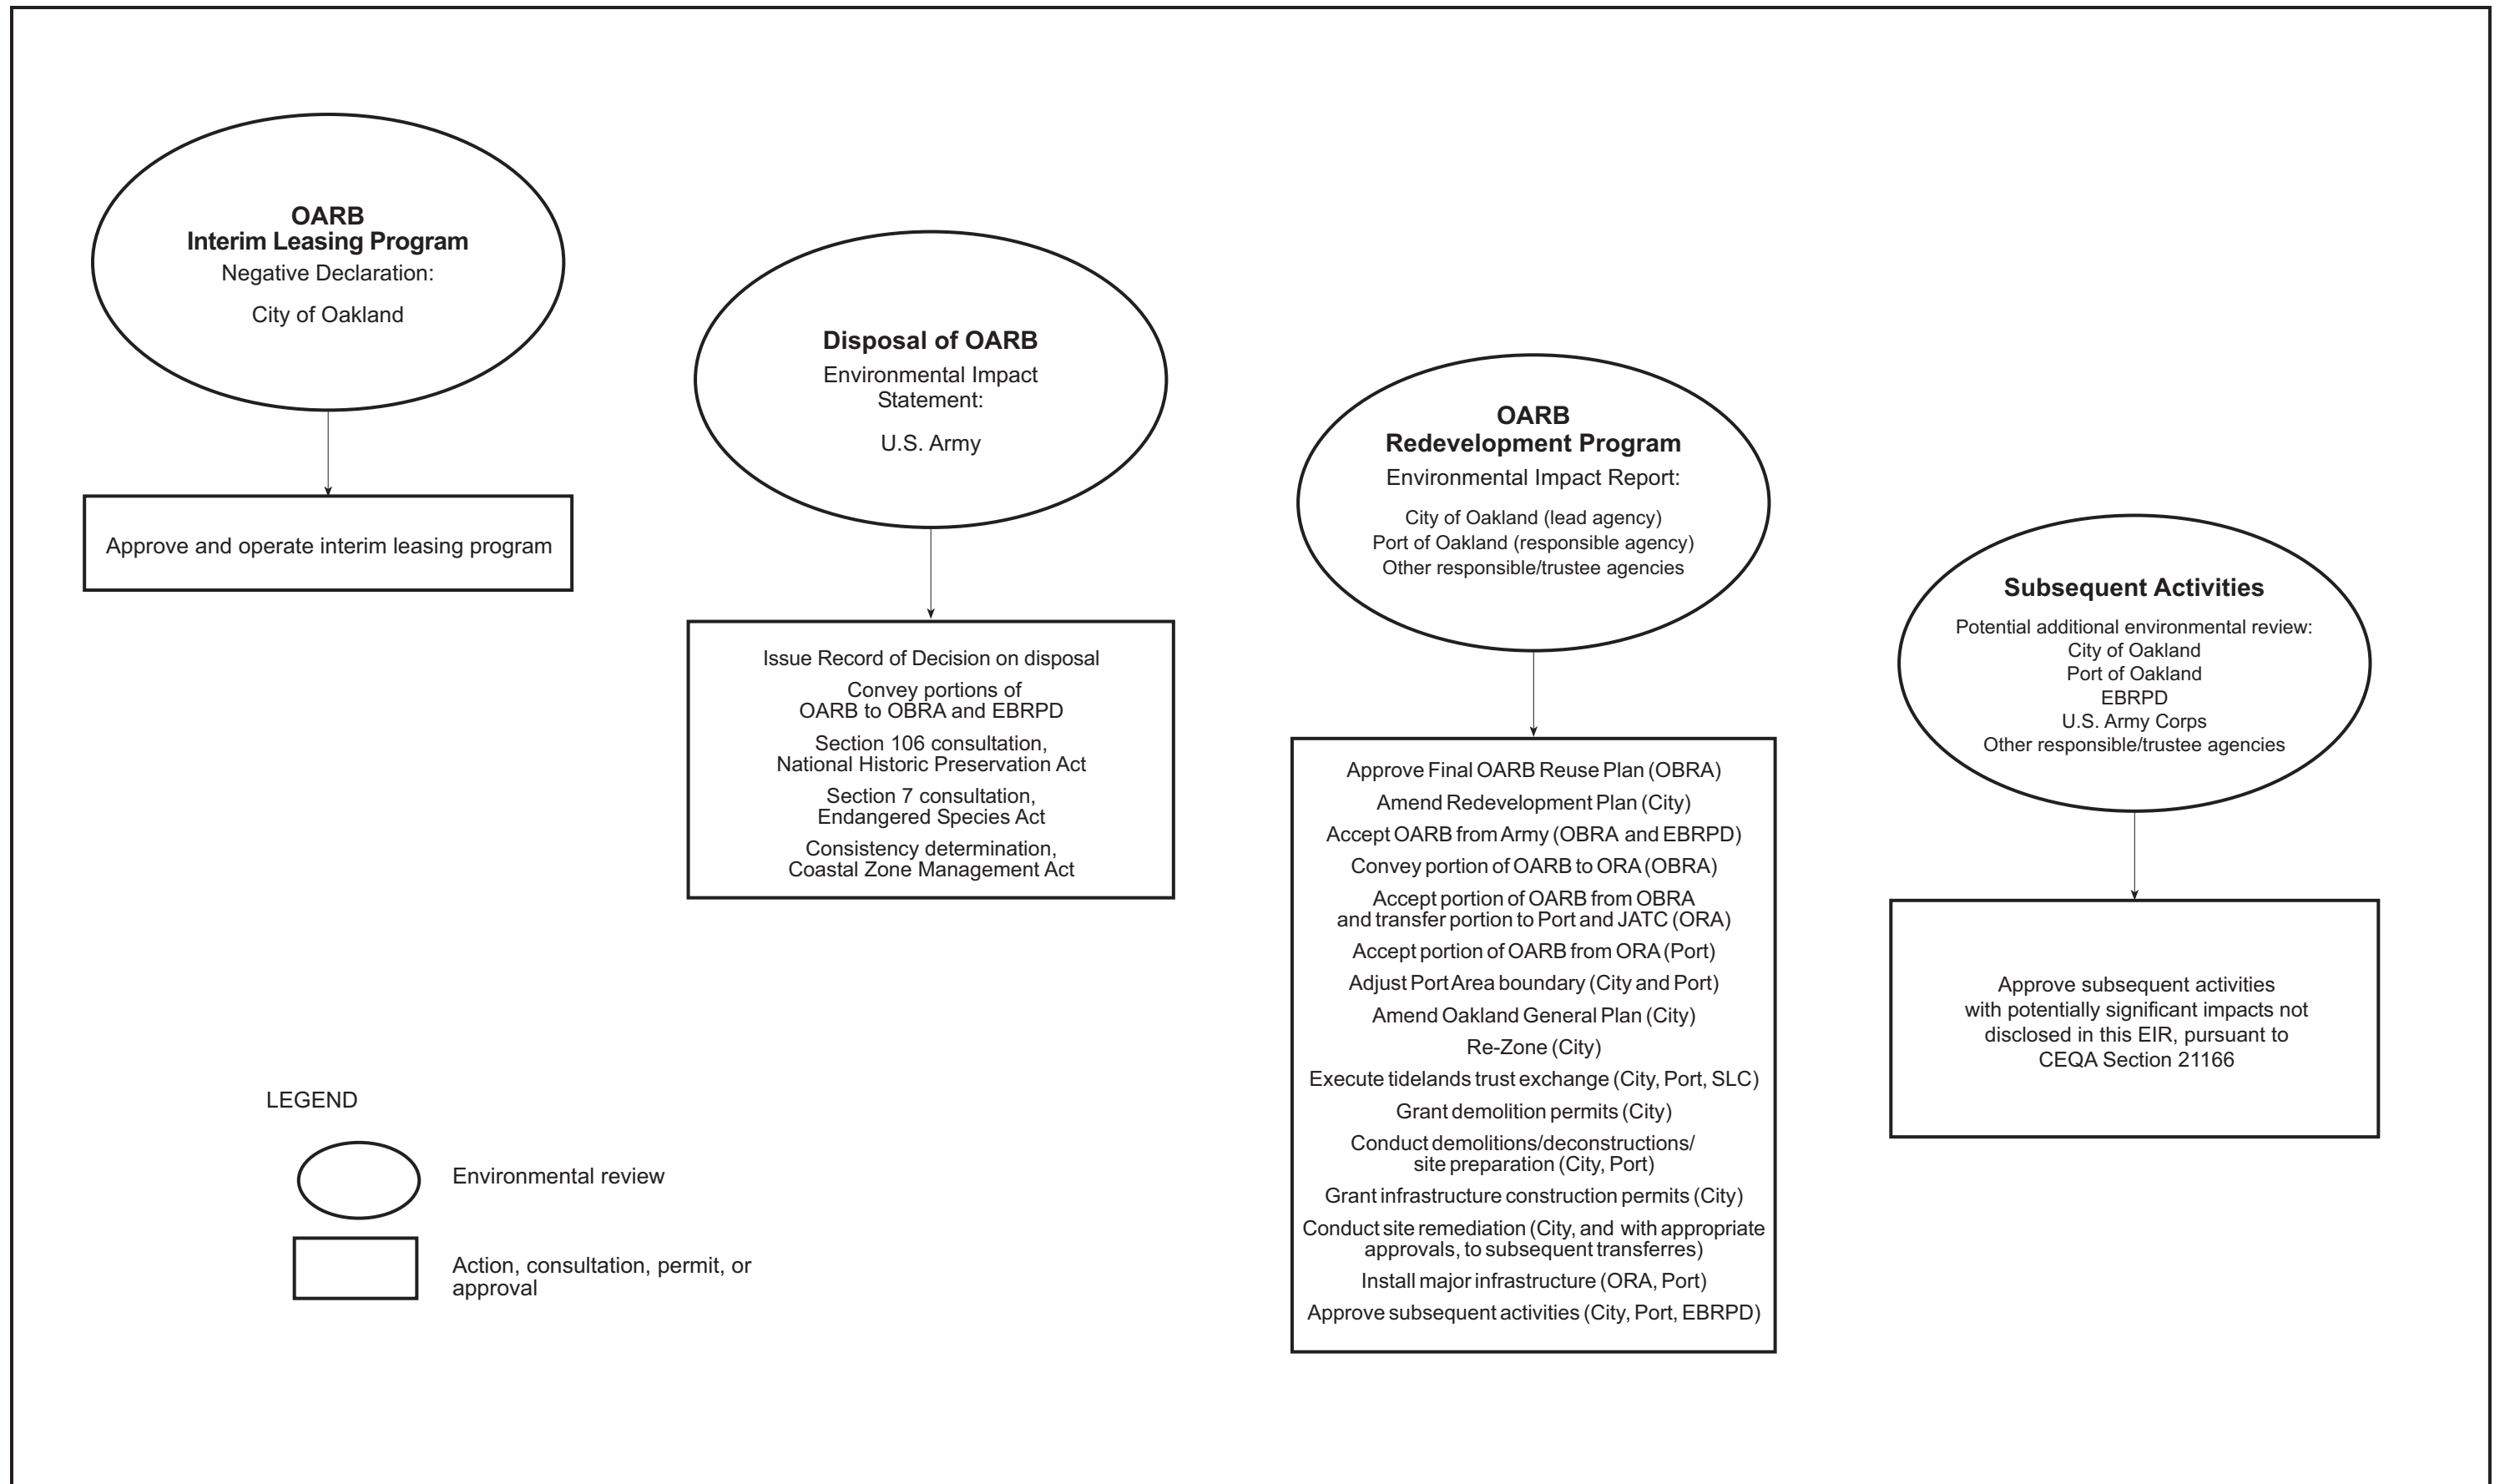 OARB
Interim Leasing Program
Negative Declaration:
City of Oakland
Approve and operate interim leasing program
Disposal of OARB
Environmental Impact
Statement:
U.S. Army
Issue Record of Decision on disposal
Convey portions of
OARB to OBRA and EBRPD
Section 106 consultation,
National Historic Preservation Act
Section 7 consultation,
Endangered Species Act
Consistency determination,
Coastal Zone Management Act
OARB
Redevelopment Program
Environmental Impact Report:
City of Oakland (lead agency)
Port of Oakland (responsible agency)
Other responsible/trustee agencies
Approve Final OARB Reuse Plan (OBRA)
Amend Redevelopment Plan (City)
Accept OARB from Army (OBRA and EBRPD)
Convey portion of OARB to ORA (OBRA)
Accept portion of OARB from OBRA
and transfer portion to Port and JATC (ORA)
Accept portion of OARB from ORA (Port)
Adjust Port Area boundary (City and Port)
Amend Oakland General Plan (City)
Re-Zone (City)
Execute tidelands trust exchange (City, Port, SLC)
Grant demolition permits (City)
Conduct demolitions/deconstructions/
site preparation (City, Port)
Grant infrastructure construction permits (City)
Conduct site remediation (City, and with appropriate
approvals, to subsequent transferres)
Install major infrastructure (ORA, Port)
Approve subsequent activities (City, Port, EBRPD)
Subsequent Activities
Potential additional environmental review:
City of Oakland
Port of Oakland
EBRPD
U.S. Army Corps
Other responsible/trustee agencies
Approve subsequent activities
with potentially significant impacts not
disclosed in this EIR, pursuant to
CEQA Section 21166
LEGEND
Environmental review
Action, consultation, permit, or
approval